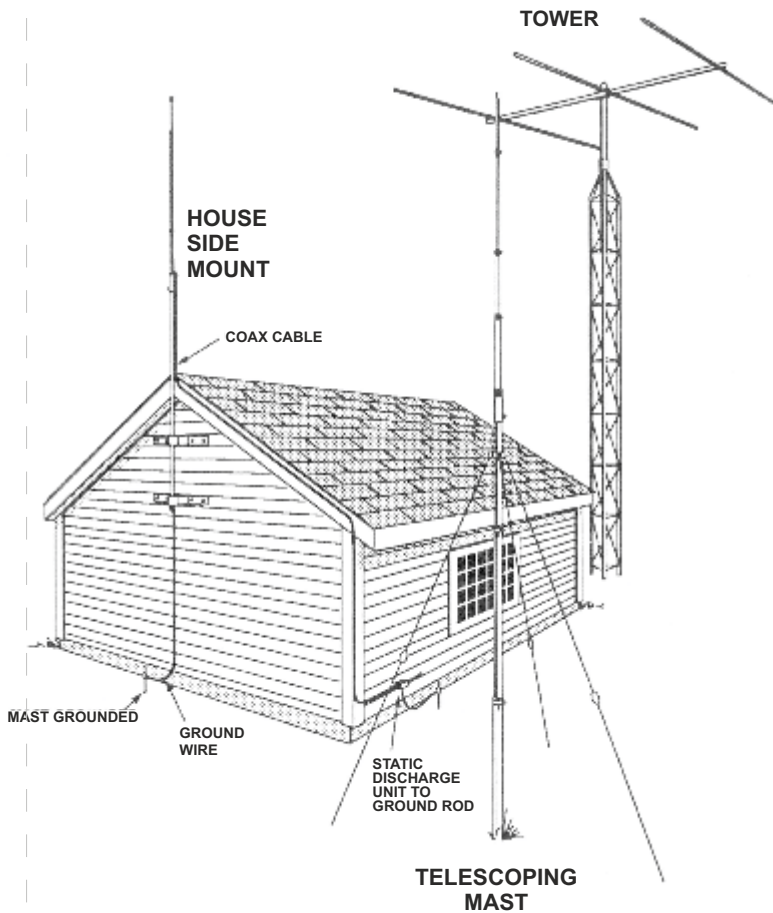 TOWER
HOUSE
SIDE
MOUNT
COAX CABLE
MAST GROUNDED
GROUND
WIRE
STATIC
DISCHARGE
UNIT TO
GROUND ROD
TELESCOPING
MAST